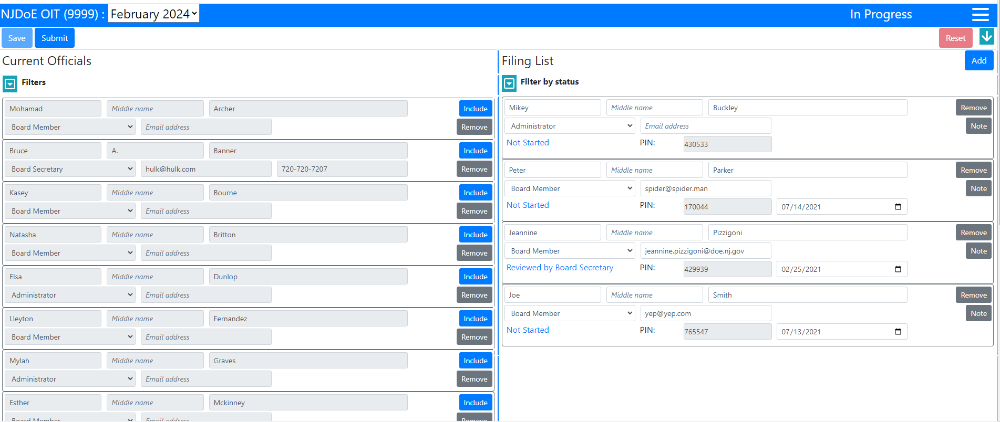 NJDoE OIT (9999) : February 2024 In Progress
Save Submit Reset
Current Officials
Filters
Mohamad Middle name Archer Include
Board Member Email address Remove
Bruce A. Banner Include
Board Secretary hulk@hulk.com 720-720-7207 Remove
Kasey Middle name Bourne Include
Board Member Email address Remove
Natasha Middle name Britton Include
Board Member Email address Remove
Elsa Middle name Dunlop Include
Administrator Email address Remove
Lleyton Middle name Fernandez Include
Board Member Email address Remove
Mylah Middle name Graves Include
Administrator Email address Remove
Esther Middle name Mckinney Include
Board Member Email address Remove
Filing List Add
Filter by status
Mikey Middle name Buckley Remove
Administrator Email address Note
Not Started PIN: 430533
Peter Middle name Parker Remove
Board Member spider@spider.man Note
Not Started PIN: 170044 07/14/2021
Jeannine Middle name Pizzigoni Remove
Board Member jeannine.pizzigoni@doe.nj.gov Note
Reviewed by Board Secretary PIN: 429939 02/25/2021
Joe Middle name Smith Remove
Board Member yep@yep.com Note
Not Started PIN: 765547 07/13/2021